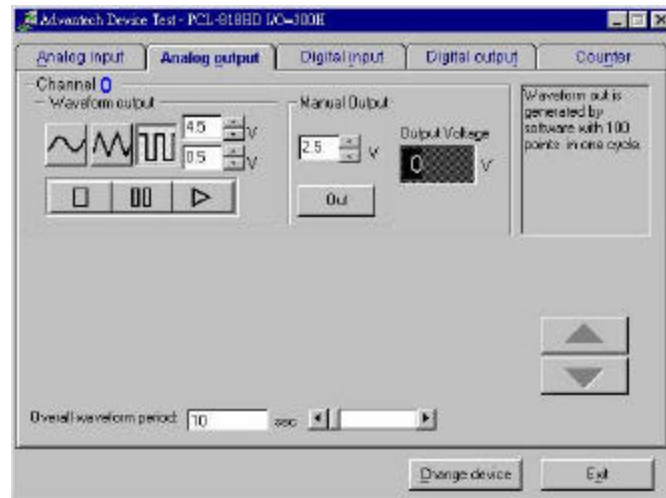 Advantech Device Test - PCL-818HD I/O=300H
Analog input
Analog output
Digital input
Digital output
Counter
Channel 0
Waveform output
4.5 V
0.5 V
Manual Output
2.5 V
Out
Output Voltage
0 V
Waveform out is
generated by
software with 100
points in one cycle.
Overall waveform period: 10 sec
Change device
Exit